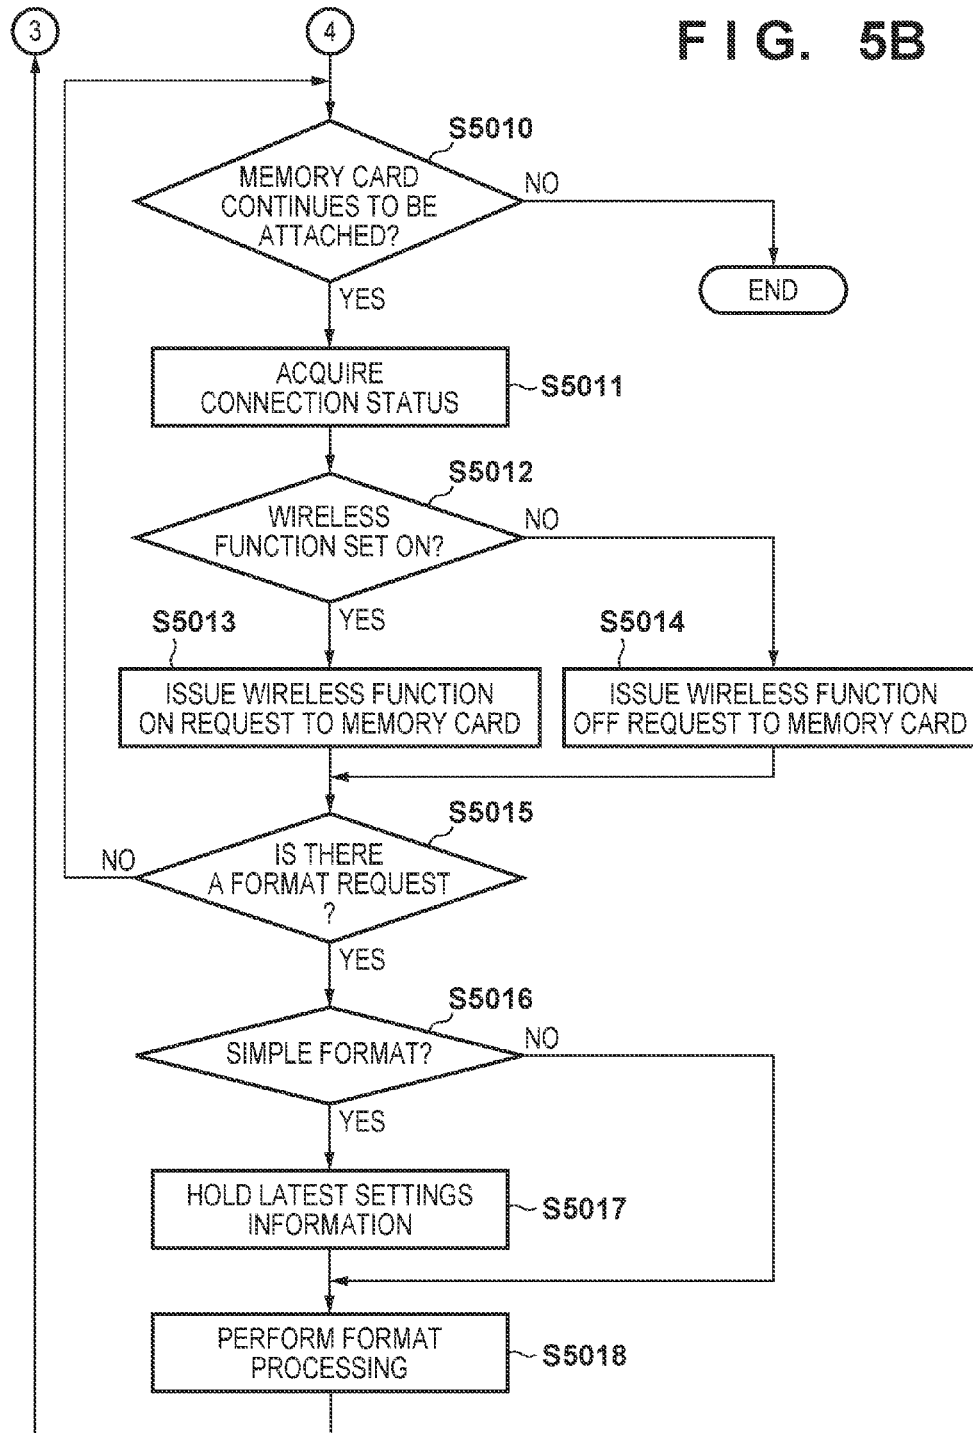 3
4
FIG. 5B
S5010
MEMORY CARD
CONTINUES TO BE
ATTACHED?
NO
END
YES
ACQUIRE
CONNECTION STATUS
S5011
S5012
WIRELESS
FUNCTION SET ON?
NO
YES
S5013
S5014
ISSUE WIRELESS FUNCTION
ON REQUEST TO MEMORY CARD
ISSUE WIRELESS FUNCTION
OFF REQUEST TO MEMORY CARD
S5015
NO
IS THERE
A FORMAT REQUEST
?
YES
S5016
SIMPLE FORMAT?
NO
YES
HOLD LATEST SETTINGS
INFORMATION
S5017
PERFORM FORMAT
PROCESSING
S5018